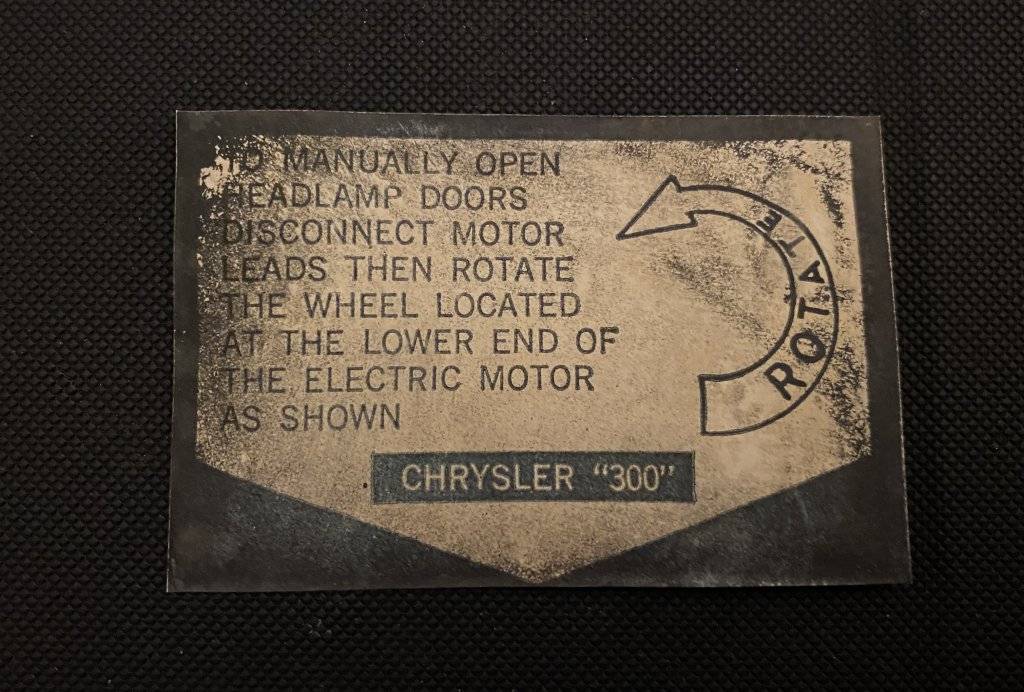 TO MANUALLY OPEN
HEADLAMP DOORS
DISCONNECT MOTOR
LEADS THEN ROTATE
THE WHEEL LOCATED
AT THE LOWER END OF
THE ELECTRIC MOTOR
AS SHOWN
ROTATE
CHRYSLER “300”